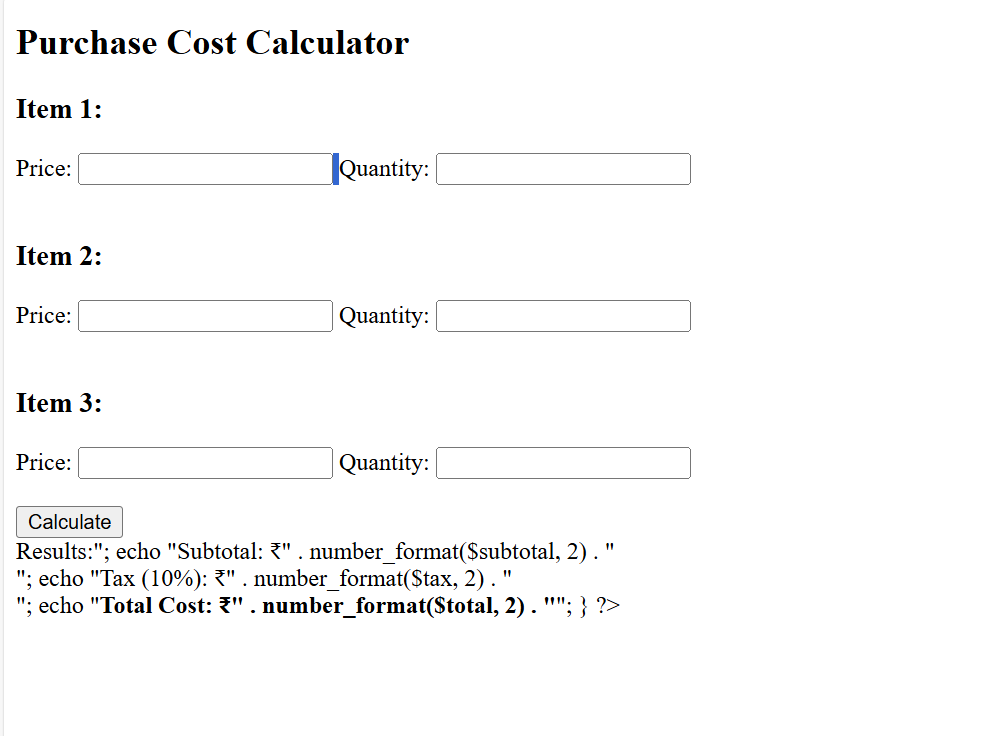 Purchase Cost Calculator
Item 1:
Price: Quantity:
Item 2:
Price: Quantity:
Item 3:
Price: Quantity:
Calculate
Results:"; echo "Subtotal: ₹" . number_format($subtotal, 2) . "
"; echo "Tax (10%): ₹" . number_format($tax, 2) . "
"; echo "Total Cost: ₹" . number_format($total, 2) . ""; } ?>